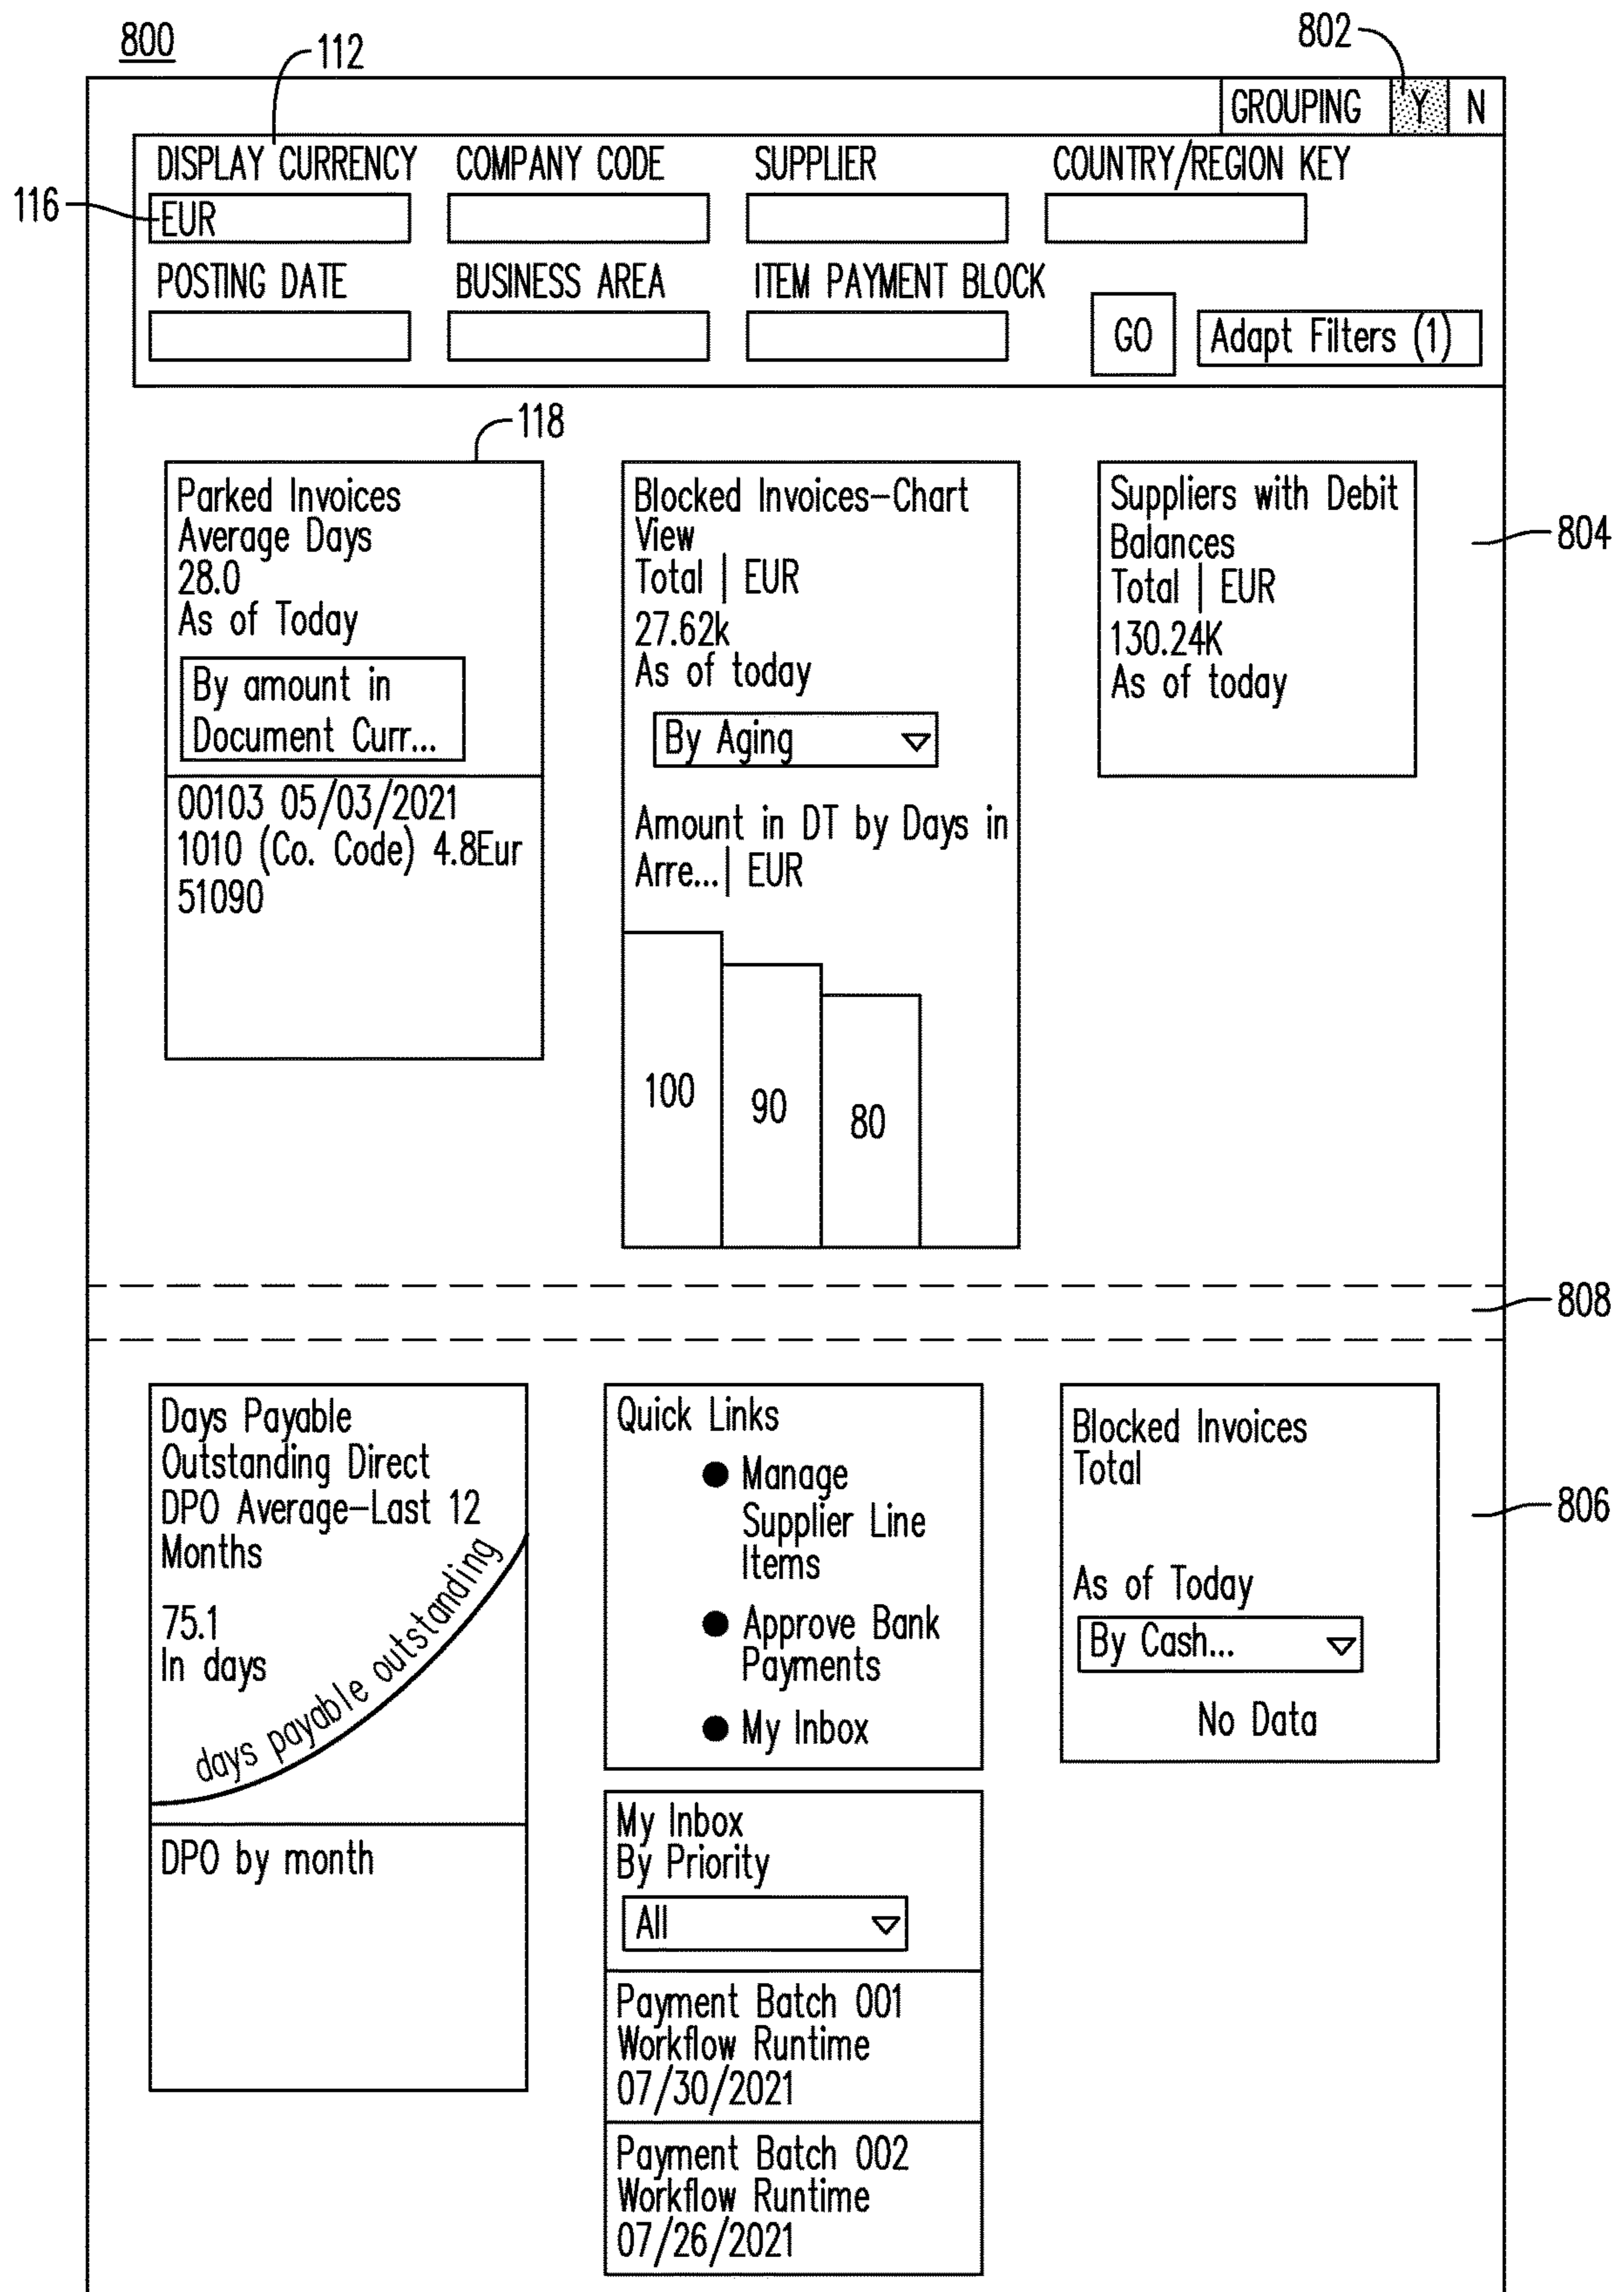 800
112
802
GROUPING Y N
DISPLAY CURRENCY COMPANY CODE SUPPLIER COUNTRY/REGION KEY
116
EUR
POSTING DATE BUSINESS AREA ITEM PAYMENT BLOCK
GO
Adapt Filters (1)
118
Parked Invoices
Average Days
28.0
As of Today
By amount in
Document Curr...
00103 05/03/2021
1010 (Co. Code) 4.8Eur
51090
Blocked Invoices-Chart
View
Total | EUR
27.62k
As of today
By Aging
Amount in DT by Days in
Arre...| EUR
100
90
80
Suppliers with Debit
Balances
Total | EUR
130.24K
As of today
804
808
Days Payable
Outstanding Direct
DPO Average-Last 12
Months
75.1
In days
days payable outstanding
DPO by month
Quick Links
● Manage
Supplier Line
Items
● Approve Bank
Payments
● My Inbox
My Inbox
By Priority
All
Payment Batch 001
Workflow Runtime
07/30/2021
Payment Batch 002
Workflow Runtime
07/26/2021
Blocked Invoices
Total
As of Today
By Cash...
No Data
806